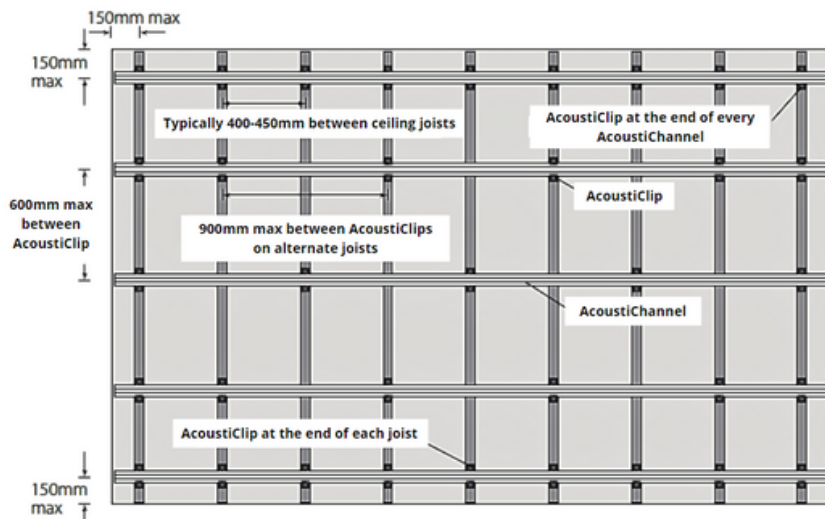 150mm max
150mm
max
Typically 400-450mm between ceiling joists
AcoustiClip at the end of every
AcoustiChannel
600mm max
between
AcoustiClip
AcoustiClip
900mm max between AcoustiClips
on alternate joists
AcoustiChannel
AcoustiClip at the end of each joist
150mm
max